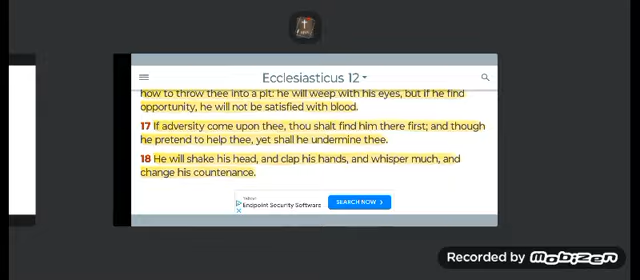 Ecclesiasticus 12
how to throw thee into a pit: he will weep with his eyes, but if he find
opportunity, he will not be satisfied with blood.
17 If adversity come upon thee, thou shalt find him there first; and though
he pretend to help thee, yet shall he undermine thee.
18 He will shake his head, and clap his hands, and whisper much, and
change his countenance.
Endpoint Security Software
SEARCH NOW
Recorded by MOBIZEN